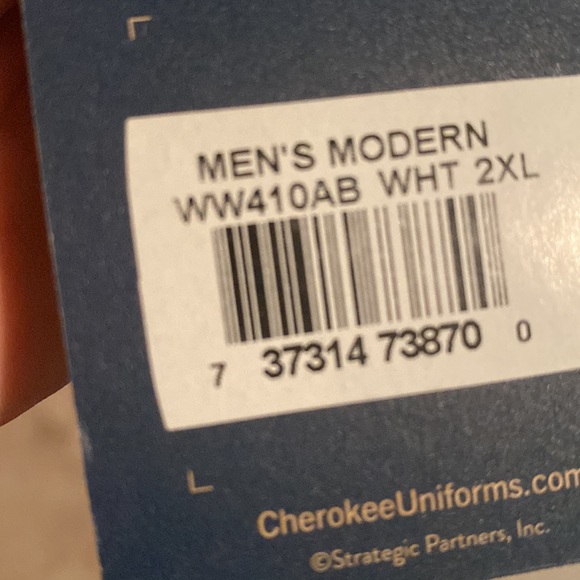 MEN'S MODERN
WW410AB WHT 2XL
7 37314 73870 0
CherokeeUniforms.com
©Strategic Partners, Inc.